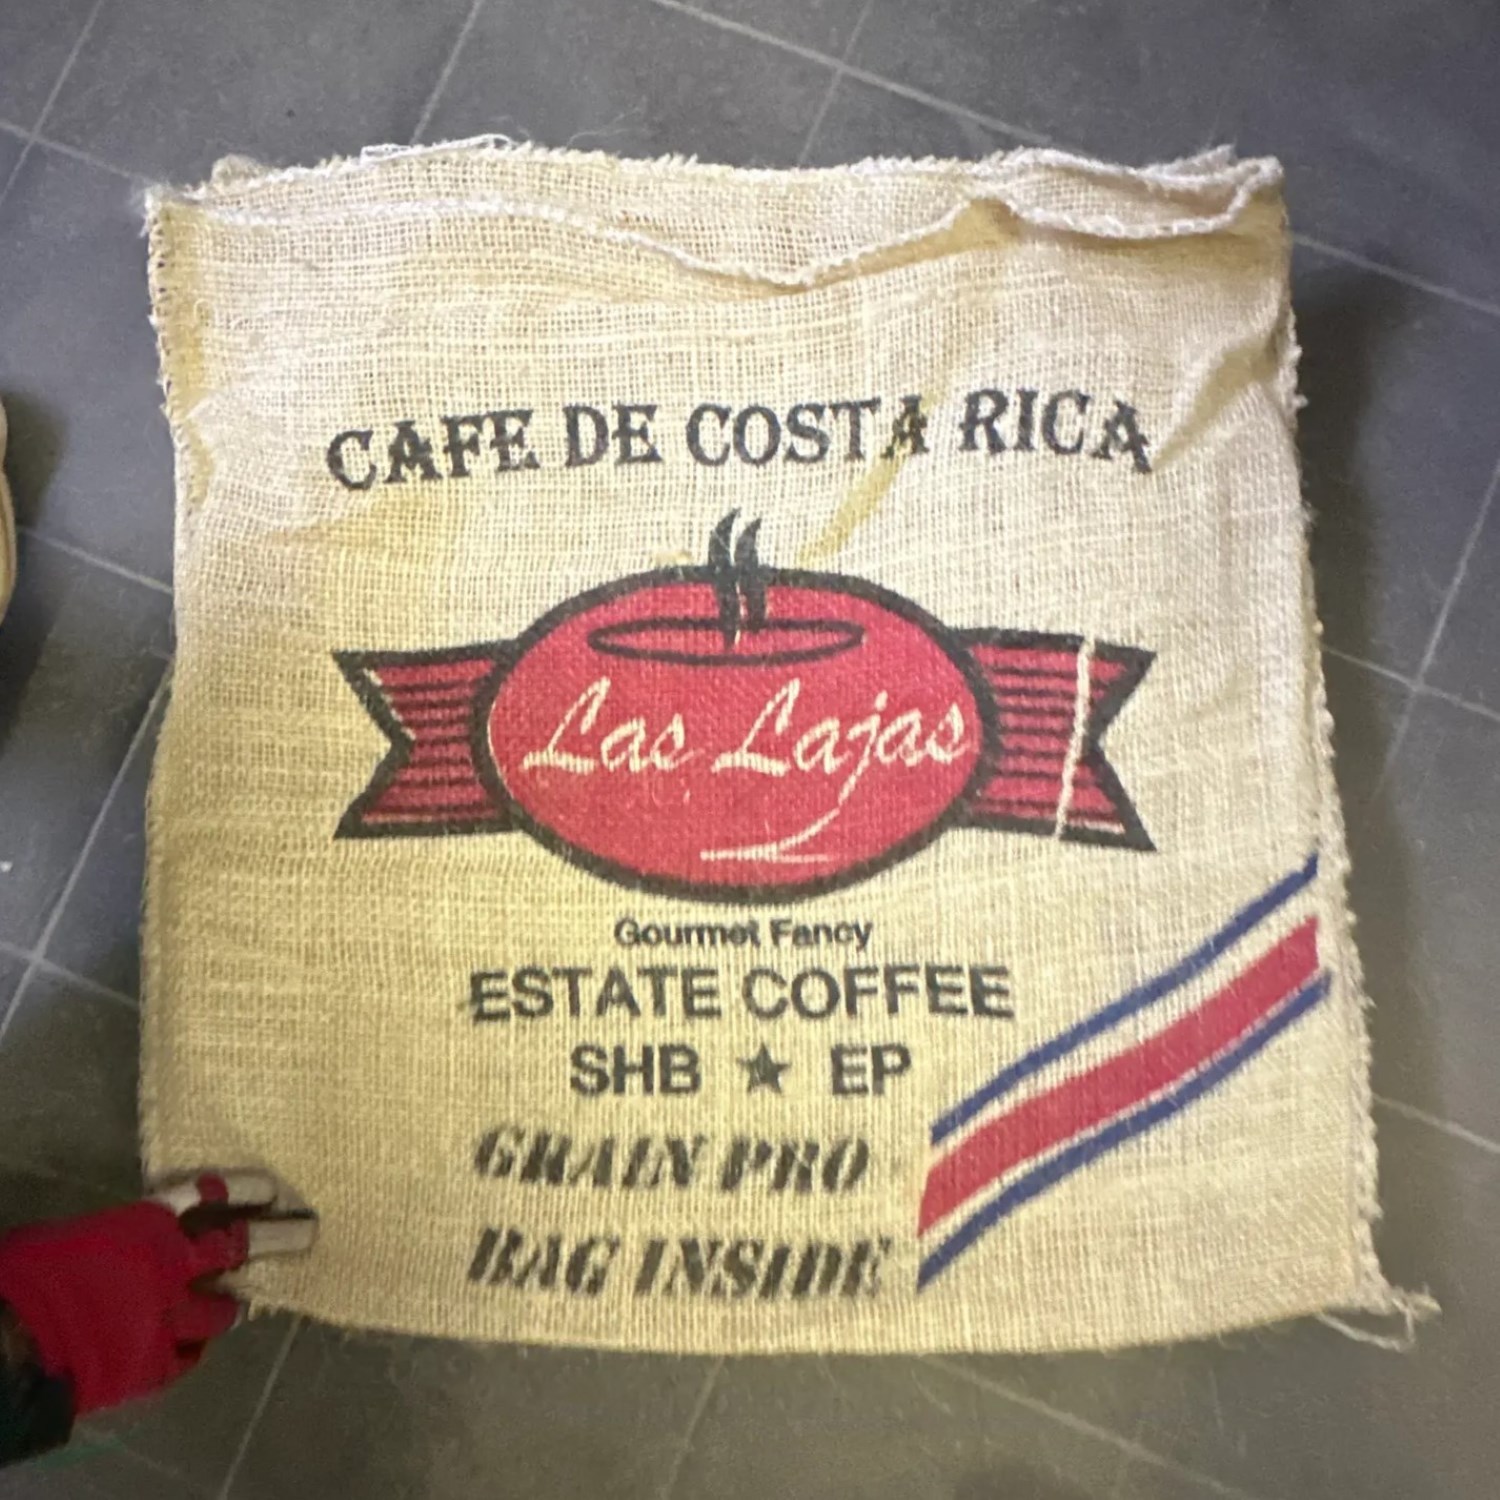 CAFE DE COSTA RICA
Las Lajas
Gourmet Fancy
ESTATE COFFEE
SHB ★ EP
GRAIN PRO
BAG INSIDE